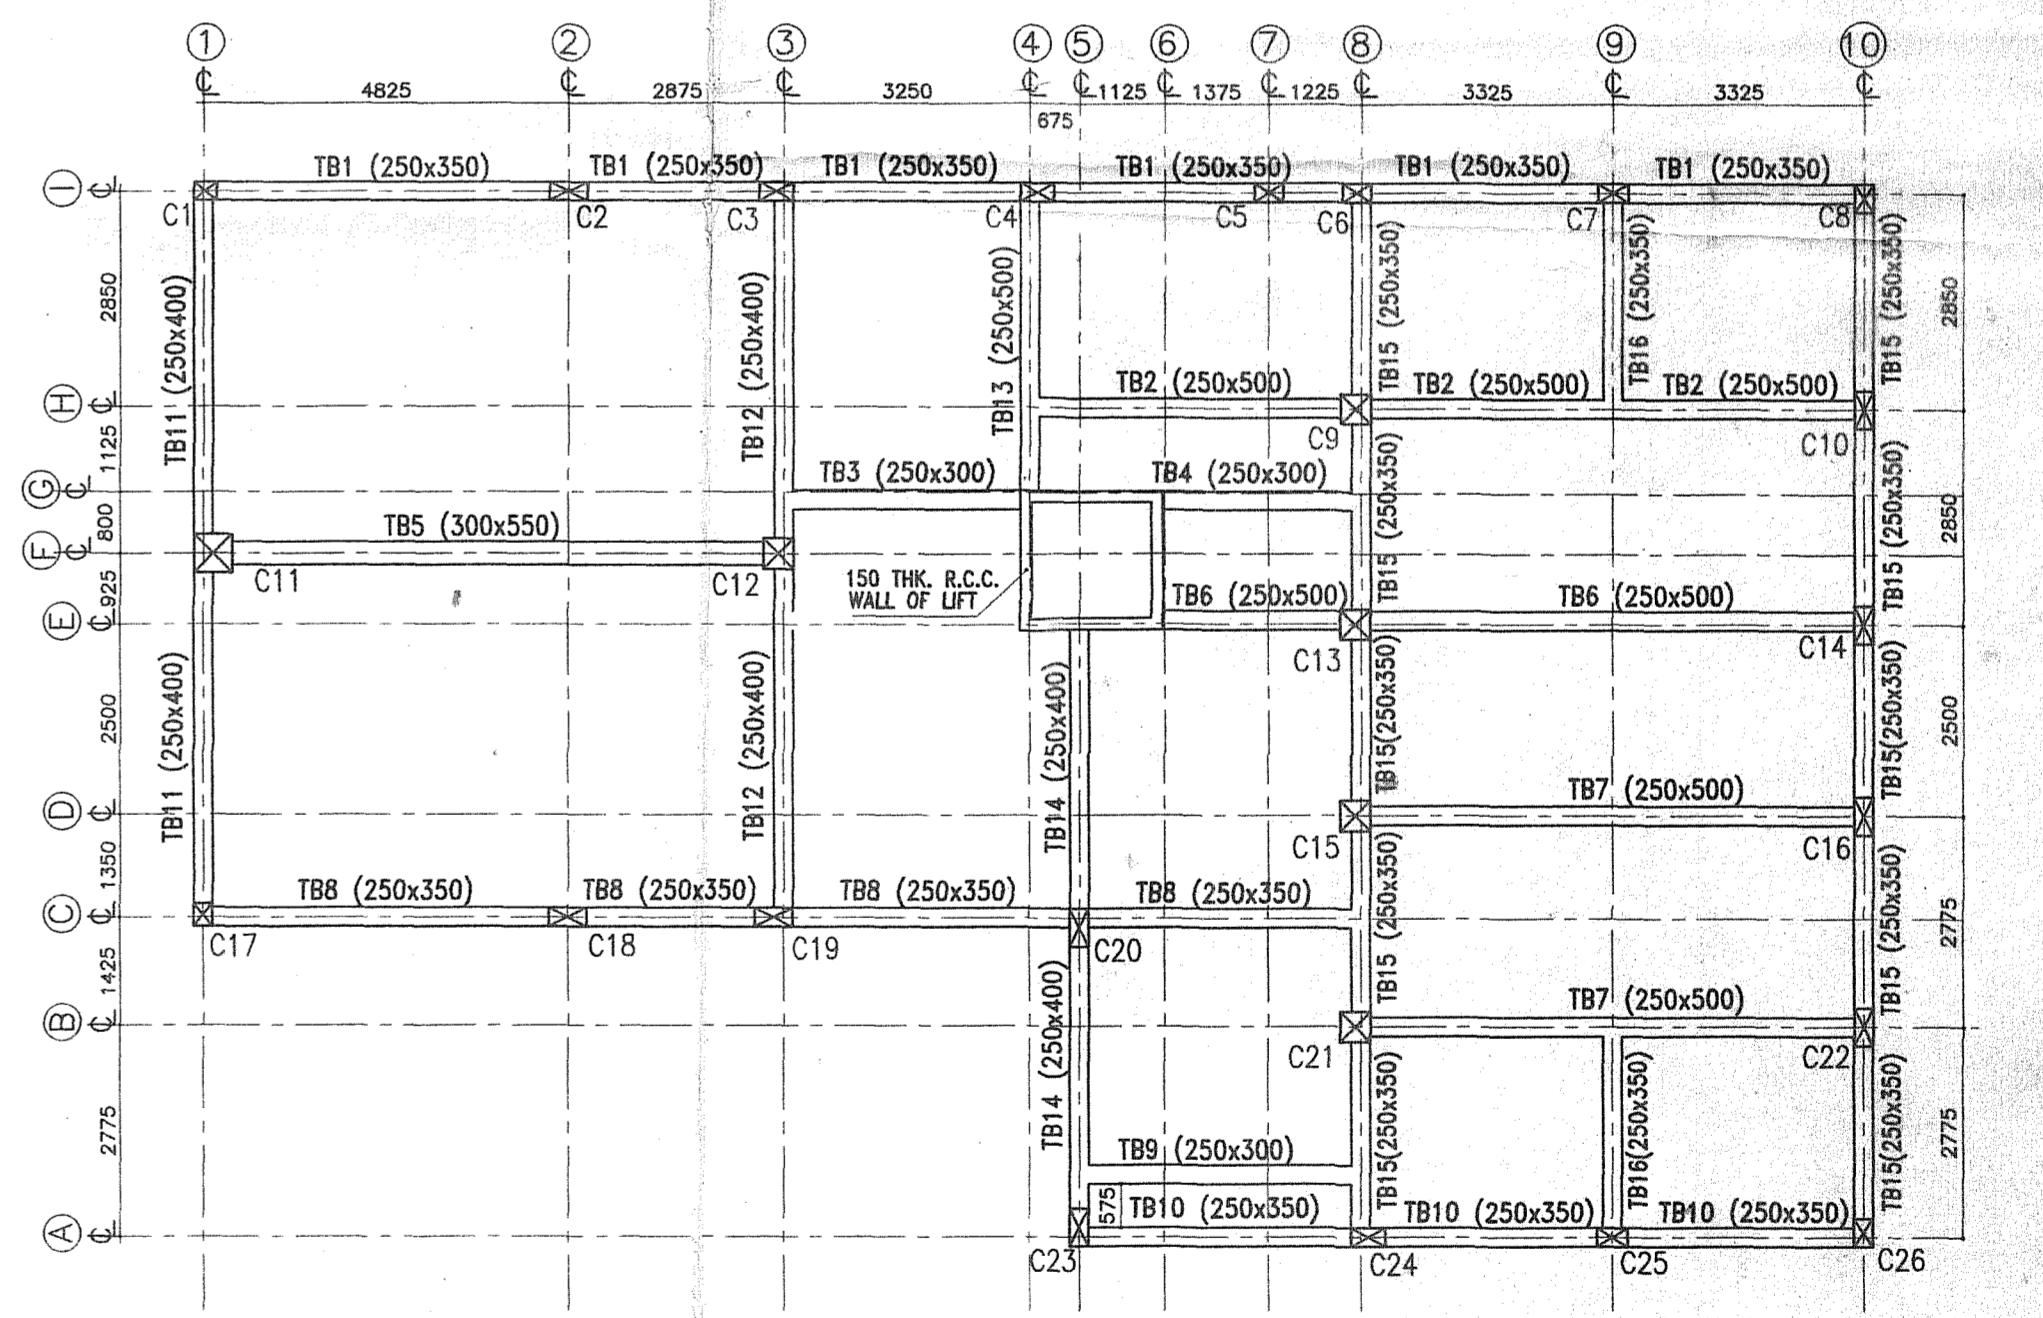 1 2 3 4 5 6 7 8 9 10
℄ ℄ ℄ ℄ ℄ ℄ ℄ ℄ ℄ ℄
4825 2875 3250 1125 1375 1225 3325 3325
675
TB1 (250x350) TB1 (250x350) TB1 (250x350) TB1 (250x350) TB1 (250x350) TB1 (250x350)
I ℄
C1 C2 C3 C4 C5 C6 C7 C8
2850
TB11 (250x400)
TB12 (250x400)
TB13 (250x500)
TB15 (250x350)
TB16 (250x350)
TB15 (250x350)
2850
TB2 (250x500) TB2 (250x500) TB2 (250x500)
H ℄
C9 C10
1125
TB3 (250x300) TB4 (250x300)
G ℄
800
TB5 (300x550)
TB15 (250x350)
TB15 (250x350)
2850
F ℄
C11 C12
925
150 THK. R.C.C.
WALL OF LIFT
TB6 (250x500) TB6 (250x500)
E ℄
C13 C14
2500
TB11 (250x400)
TB12 (250x400)
TB14 (250x400)
TB15(250x350)
TB15(250x350)
2500
TB7 (250x500)
D ℄
C15 C16
1350
TB8 (250x350) TB8 (250x350) TB8 (250x350) TB8 (250x350)
TB15 (250x350)
TB15 (250x350)
2775
C ℄
C17 C18 C19 C20
1425
TB7 (250x500)
B ℄
C21 C22
2775
TB14 (250x400)
TB15(250x350)
TB16(250x350)
TB15(250x350)
2775
TB9 (250x300)
575
TB10 (250x350) TB10 (250x350) TB10 (250x350)
A ℄
C23 C24 C25 C26